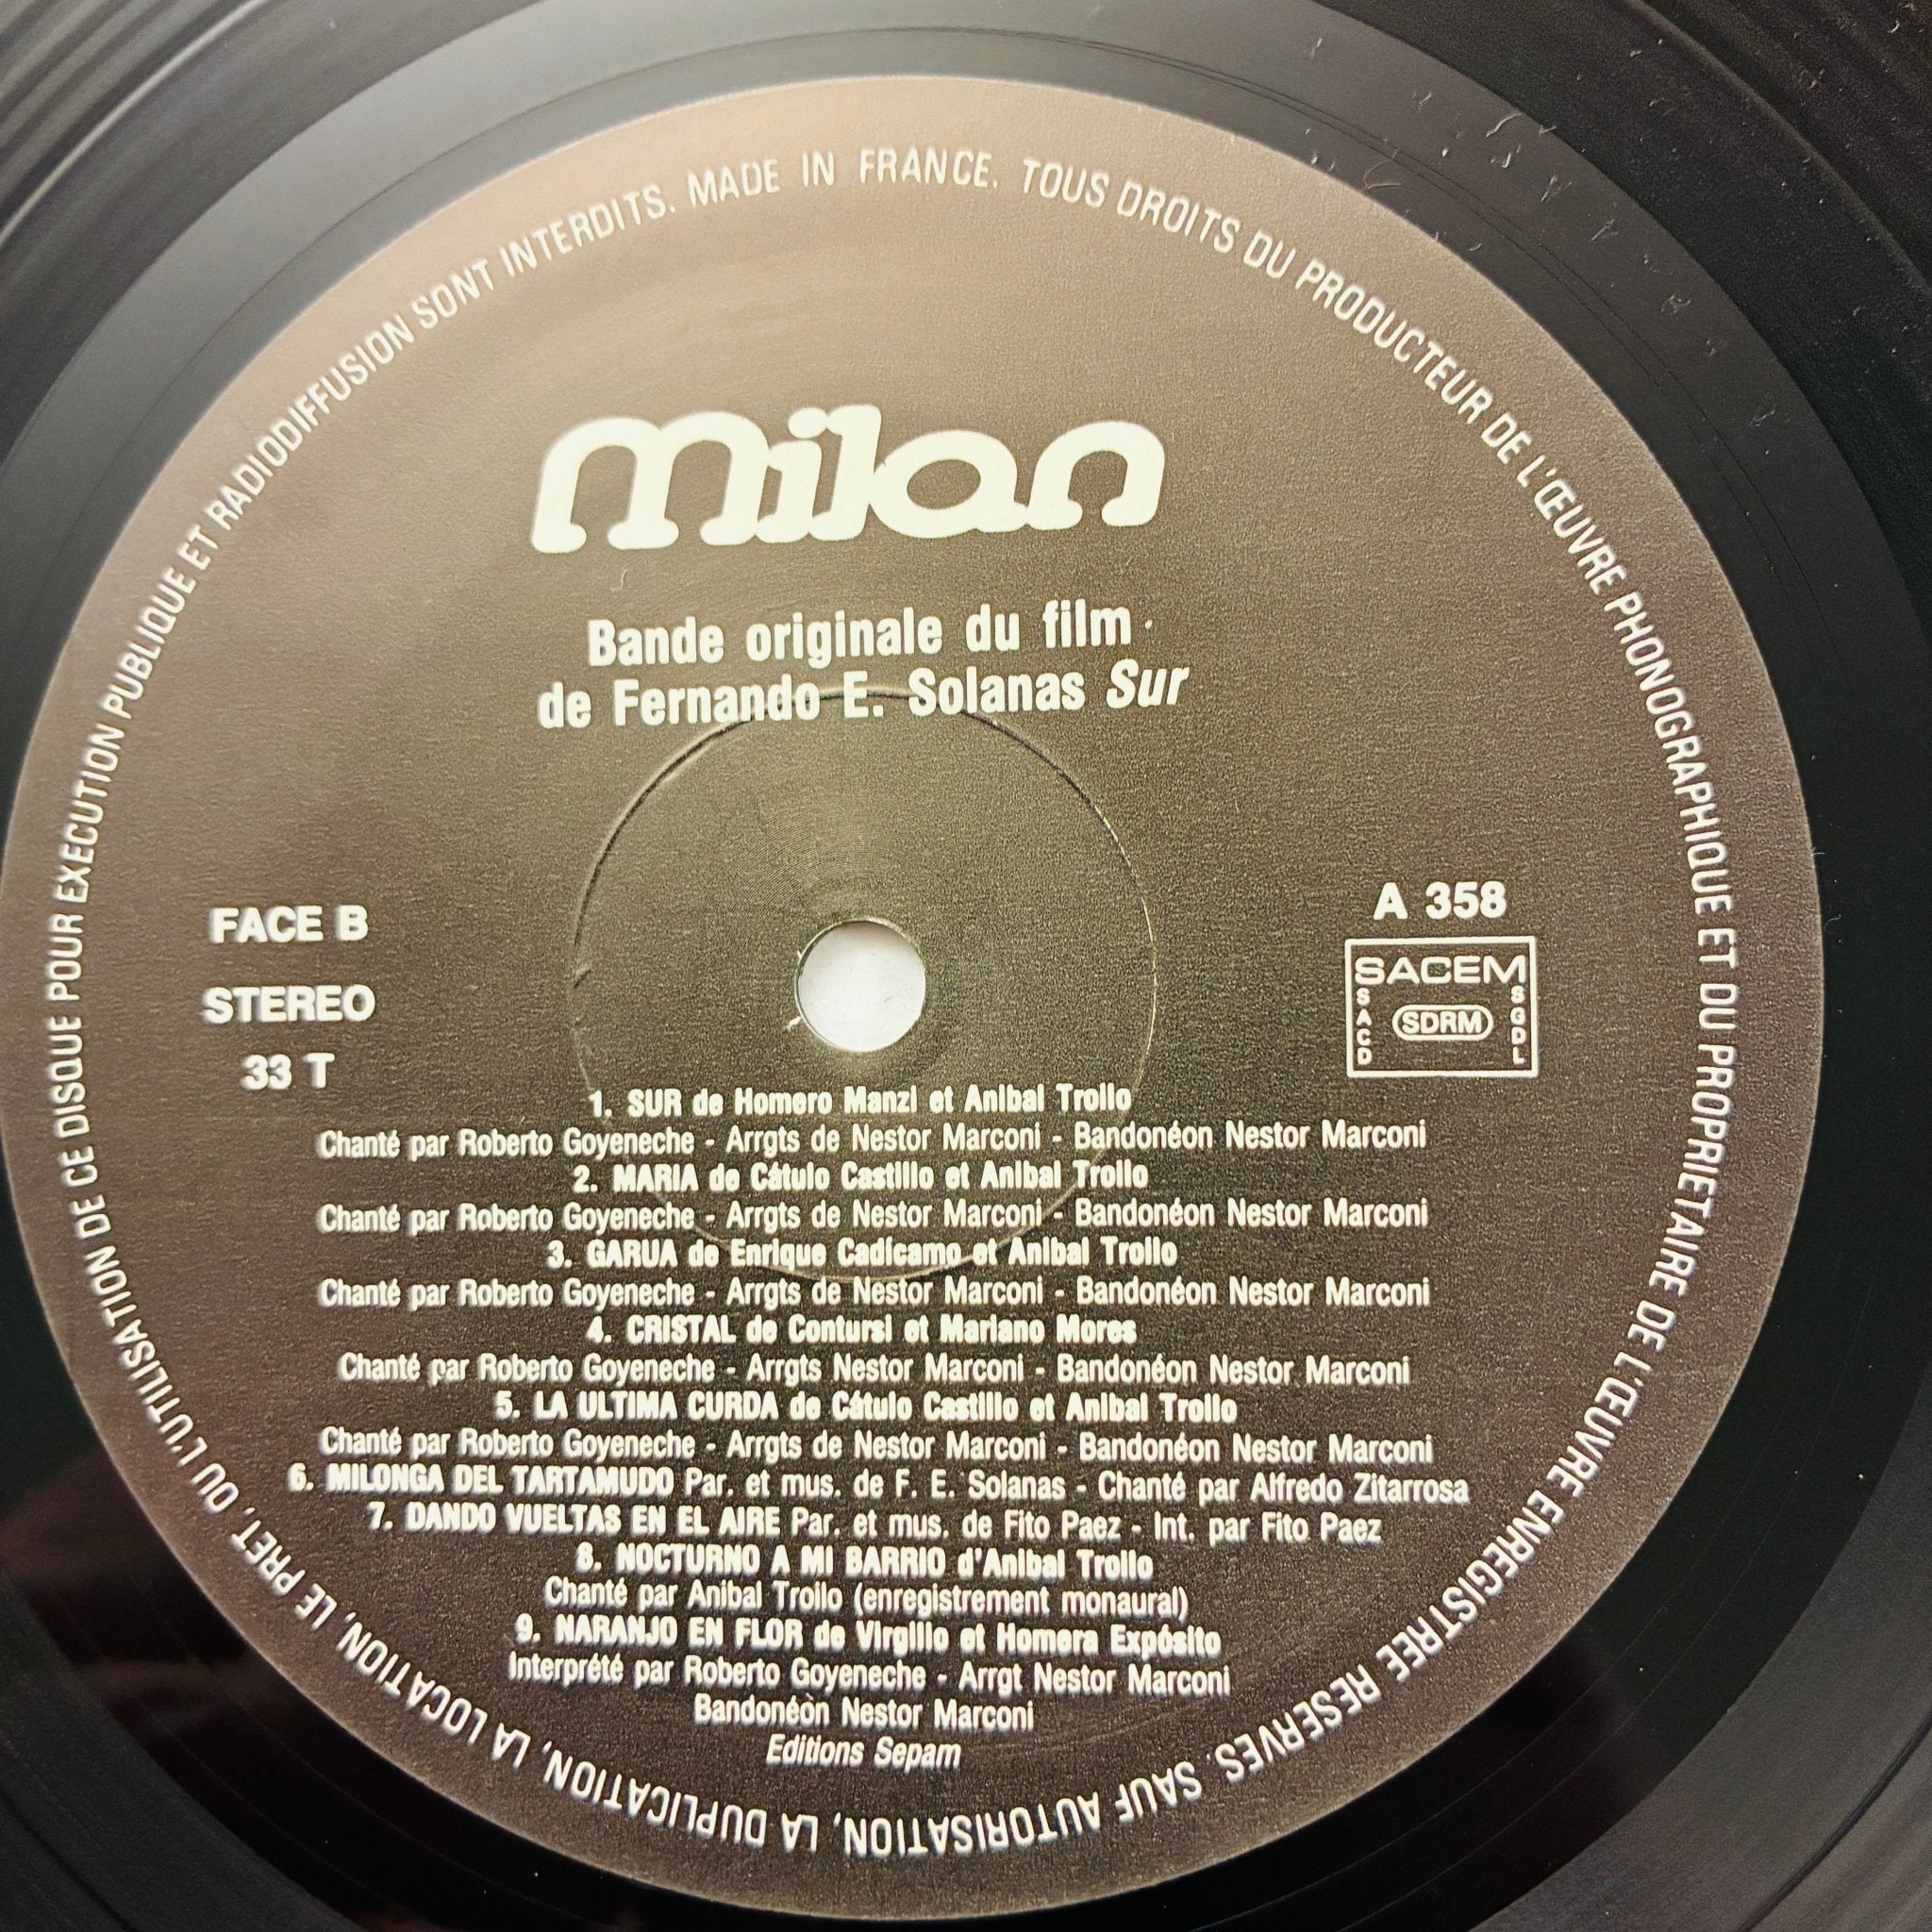 milan
Bande originale du film
de Fernando E. Solanas Sur
FACE B
STEREO
33 T
A 358
SACEM
SACD
SDRM
SGDL
1. SUR de Homero Manzi et Anibal Troilo
Chanté par Roberto Goyeneche - Arrgts de Nestor Marconi - Bandonéon Nestor Marconi
2. MARIA de Cátulo Castillo et Anibal Troilo
Chanté par Roberto Goyeneche - Arrgts de Nestor Marconi - Bandonéon Nestor Marconi
3. GARUA de Enrique Cadícamo et Anibal Troilo
Chanté par Roberto Goyeneche - Arrgts de Nestor Marconi - Bandonéon Nestor Marconi
4. CRISTAL de Contursi et Mariano Mores
Chanté par Roberto Goyeneche - Arrgts Nestor Marconi - Bandonéon Nestor Marconi
5. LA ULTIMA CURDA de Cátulo Castillo et Anibal Troilo
Chanté par Roberto Goyeneche - Arrgts de Nestor Marconi - Bandonéon Nestor Marconi
6. MILONGA DEL TARTAMUDO Par. et mus. de F. E. Solanas - Chanté par Alfredo Zitarrosa
7. DANDO VUELTAS EN EL AIRE Par. et mus. de Fito Paez - Int. par Fito Paez
8. NOCTURNO A MI BARRIO d'Anibal Troilo
Chanté par Anibal Troilo (enregistrement monaural)
9. NARANJO EN FLOR de Virgilio et Homera Expósito
Interprété par Roberto Goyeneche - Arrgt Nestor Marconi
Bandonéòn Nestor Marconi
Editions Sepam
MADE IN FRANCE. TOUS DROITS DU PRODUCTEUR DE L'ŒUVRE PHONOGRAPHIQUE ET DU PROPRIETAIRE DE L'ŒUVRE ENREGISTREE RESERVES. SAUF AUTORISATION, LA DUPLICATION, LA LOCATION, LE PRET, OU L'UTILISATION DE CE DISQUE POUR EXECUTION PUBLIQUE ET RADIODIFFUSION SONT INTERDITS.